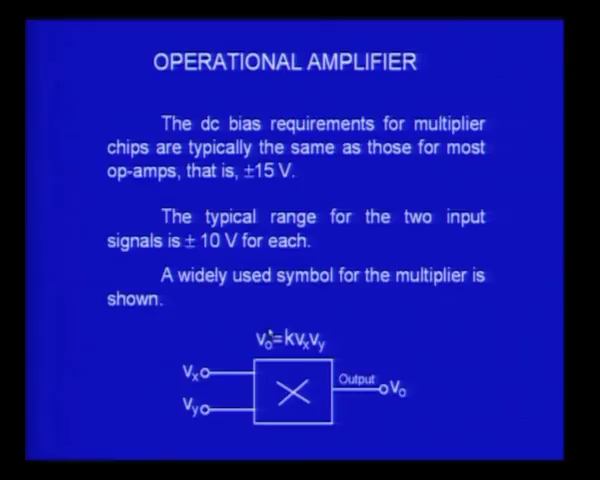 OPERATIONAL AMPLIFIER
The dc bias requirements for multiplier
chips are typically the same as those for most
op-amps, that is, ±15 V.
The typical range for the two input
signals is ± 10 V for each.
A widely used symbol for the multiplier is
shown.
v₀=kvₓvᵧ
Vₓ
Output
V₀
Vᵧ